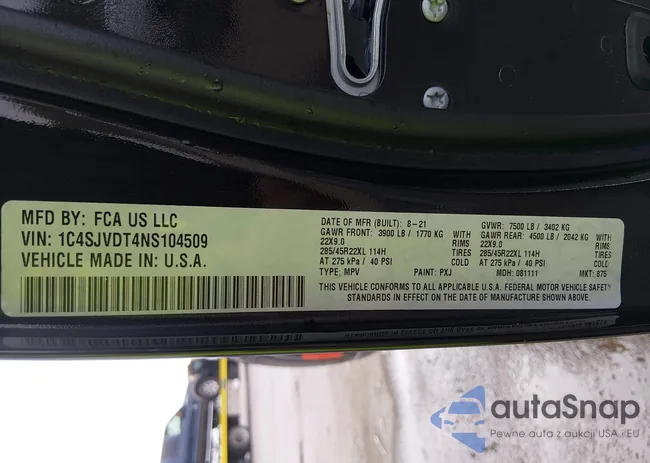 MFD BY: FCA US LLC
VIN: 1C4SJVDT4NS104509
VEHICLE MADE IN U.S.A.
DATE OF MFR (BUILT): 8-21 GVWR: 7500 LB / 3402 KG
GAWR FRONT: 3900 LB / 1770 KG WITH GAWR REAR: 4500 LB / 2042 KG WITH
22X9.0 RIMS 22X9.0 RIMS
285/45R22XL 114H TIRES 285/45R22XL 114H TIRES
AT 275 kPa / 40 PSI COLD AT 275 kPa / 40 PSI COLD
TYPE: MPV PAINT: PXJ MDH: 081111 MKT: 875
THIS VEHICLE CONFORMS TO ALL APPLICABLE U.S.A. FEDERAL MOTOR VEHICLE SAFETY
STANDARDS IN EFFECT ON THE DATE OF MANUFACTURE SHOWN ABOVE.
autaSnap
Pewne auta z aukcji USA i EU